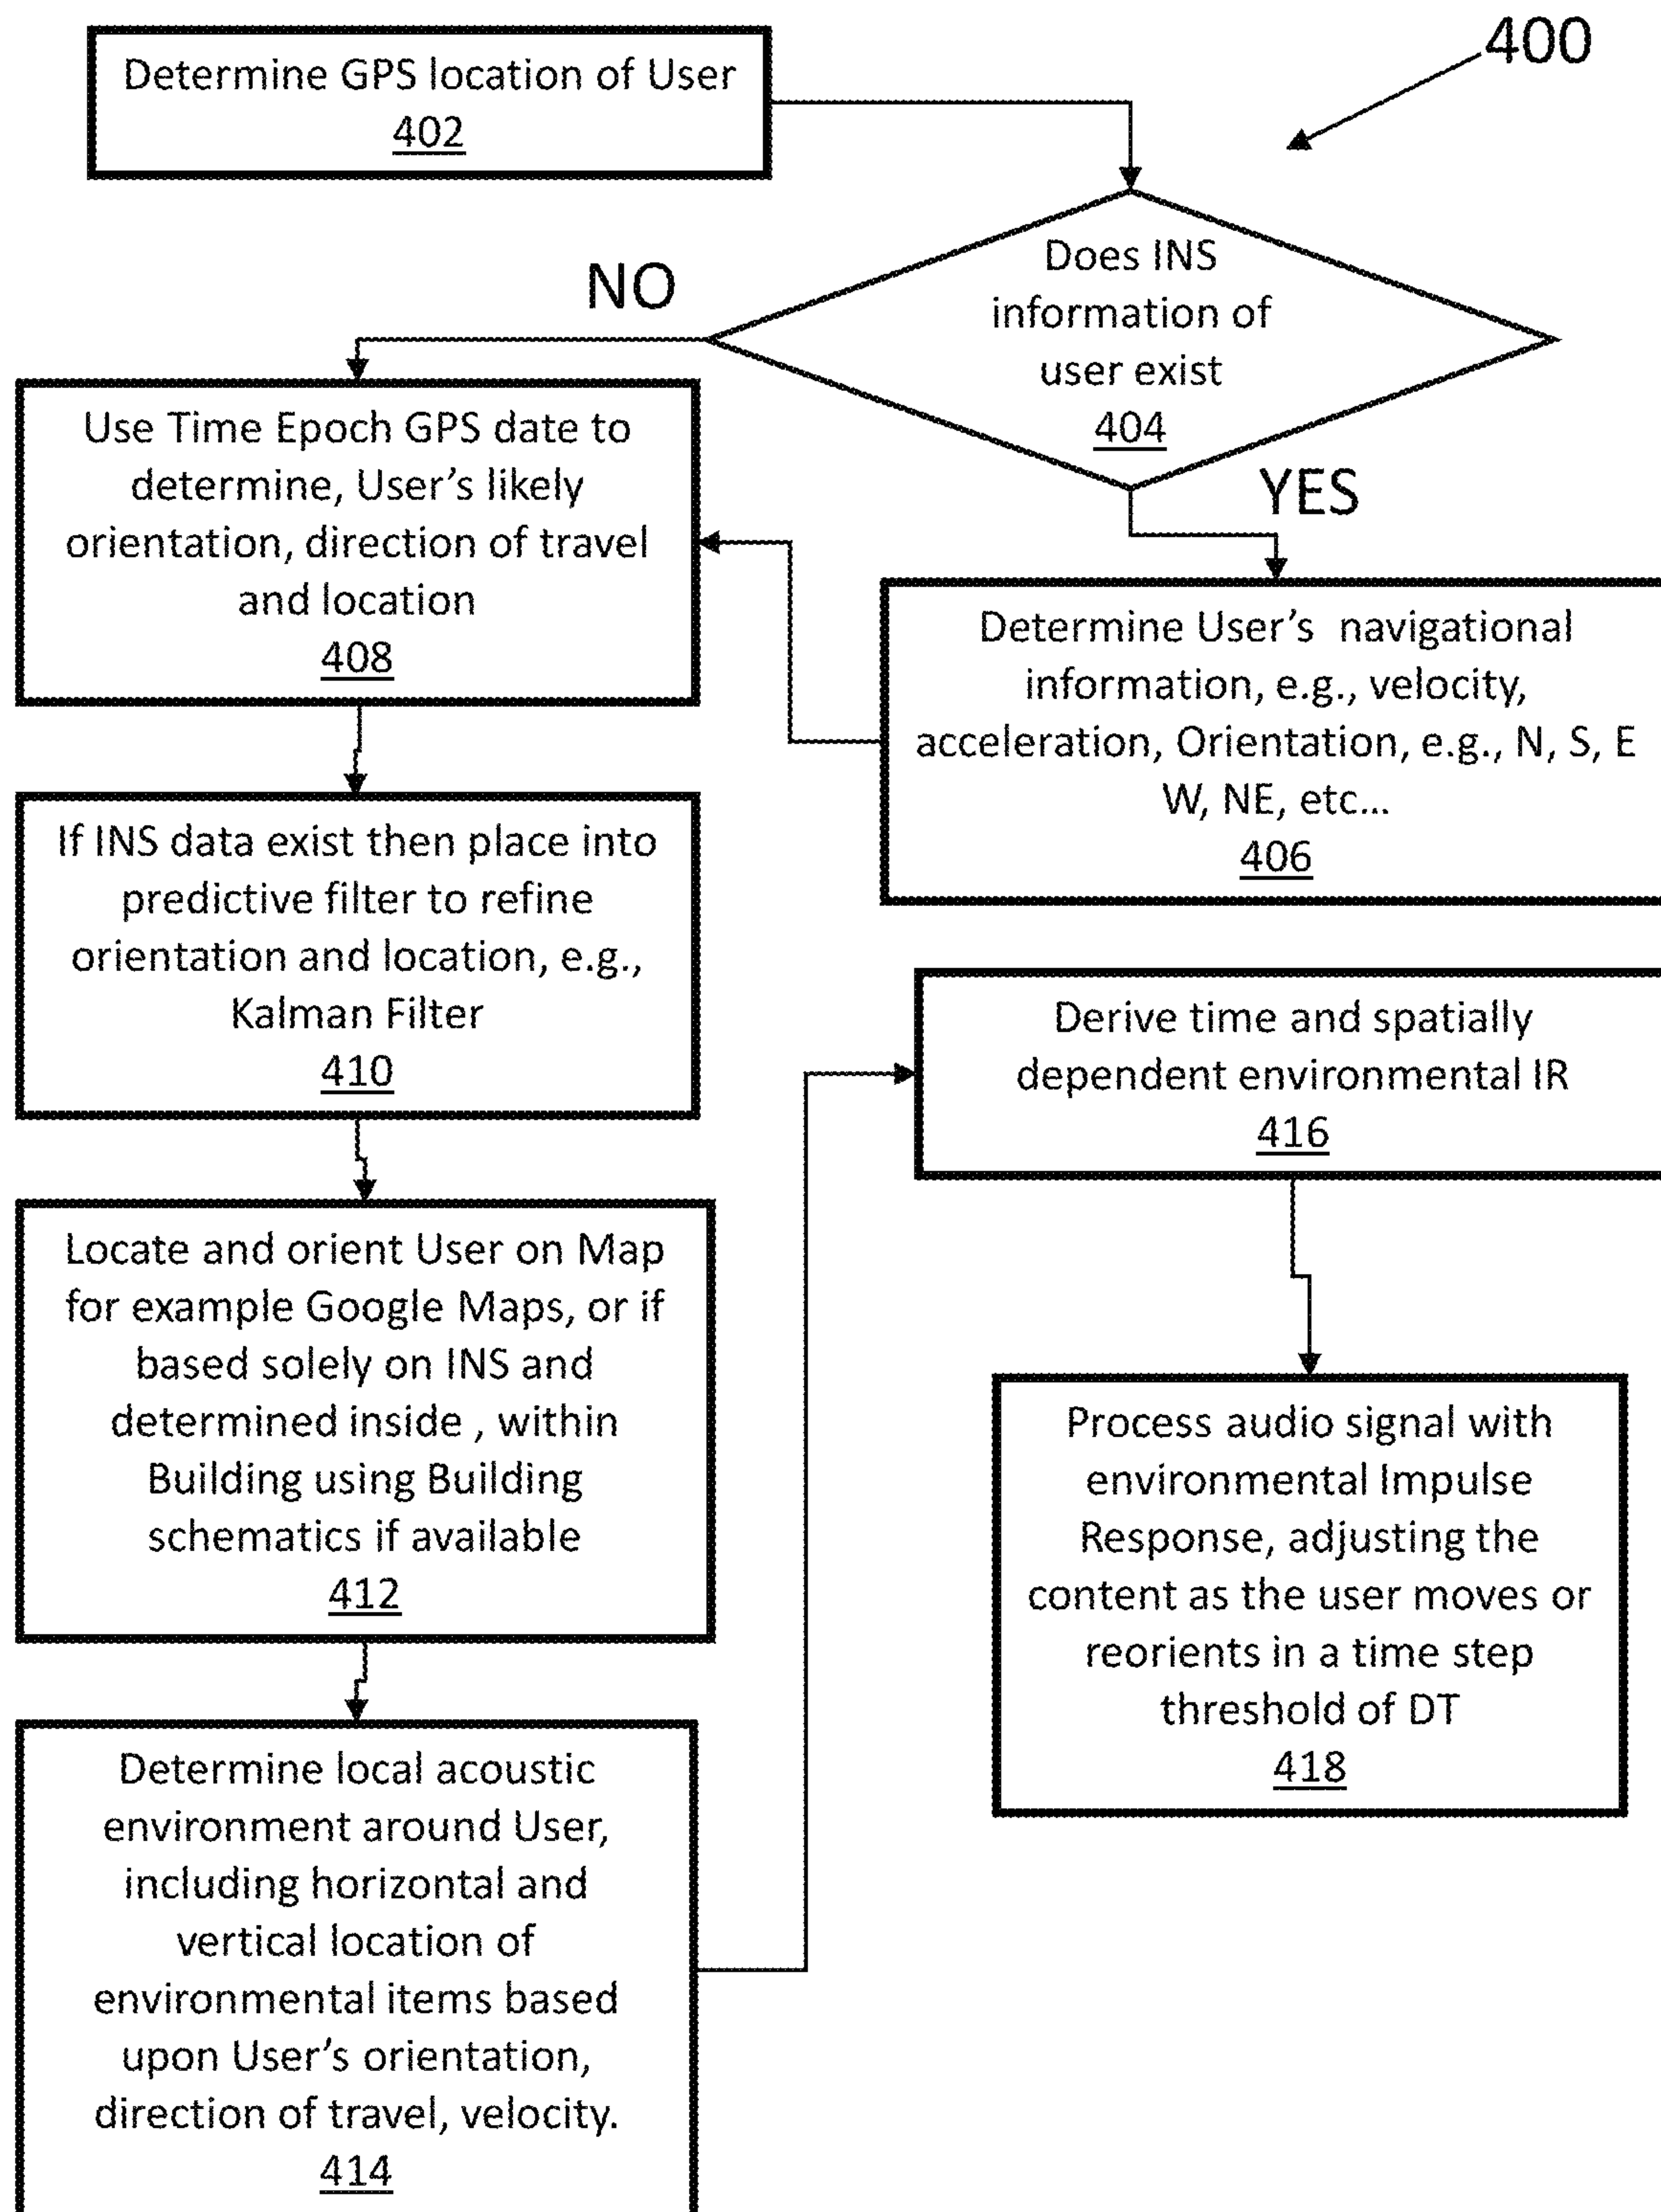 400
Determine GPS location of User
402
Does INS
information of
user exist
404
NO
YES
Use Time Epoch GPS date to
determine, User's likely
orientation, direction of travel
and location
408
Determine User's navigational
information, e.g., velocity,
acceleration, Orientation, e.g., N, S, E
W, NE, etc...
406
If INS data exist then place into
predictive filter to refine
orientation and location, e.g.,
Kalman Filter
410
Locate and orient User on Map
for example Google Maps, or if
based solely on INS and
determined inside , within
Building using Building
schematics if available
412
Determine local acoustic
environment around User,
including horizontal and
vertical location of
environmental items based
upon User's orientation,
direction of travel, velocity.
414
Derive time and spatially
dependent environmental IR
416
Process audio signal with
environmental Impulse
Response, adjusting the
content as the user moves or
reorients in a time step
threshold of DT
418